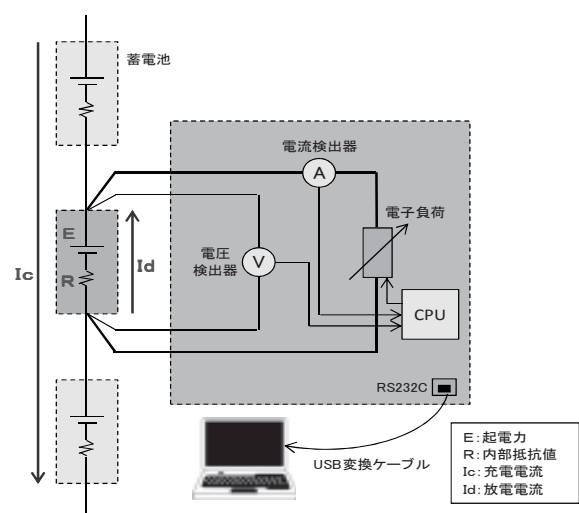 蓄電池
電流検出器
A
電子負荷
E
Ic
R
Id
電圧
検出器
V
CPU
RS232C
USB変換ケーブル
E:起電力
R:内部抵抗値
Ic:充電電流
Id:放電電流